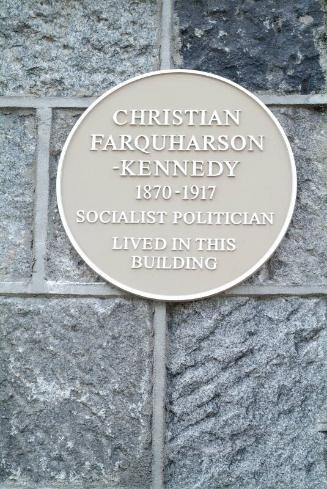 CHRISTIAN
FARQUHARSON
-KENNEDY
1870-1917
SOCIALIST POLITICIAN
LIVED IN THIS
BUILDING